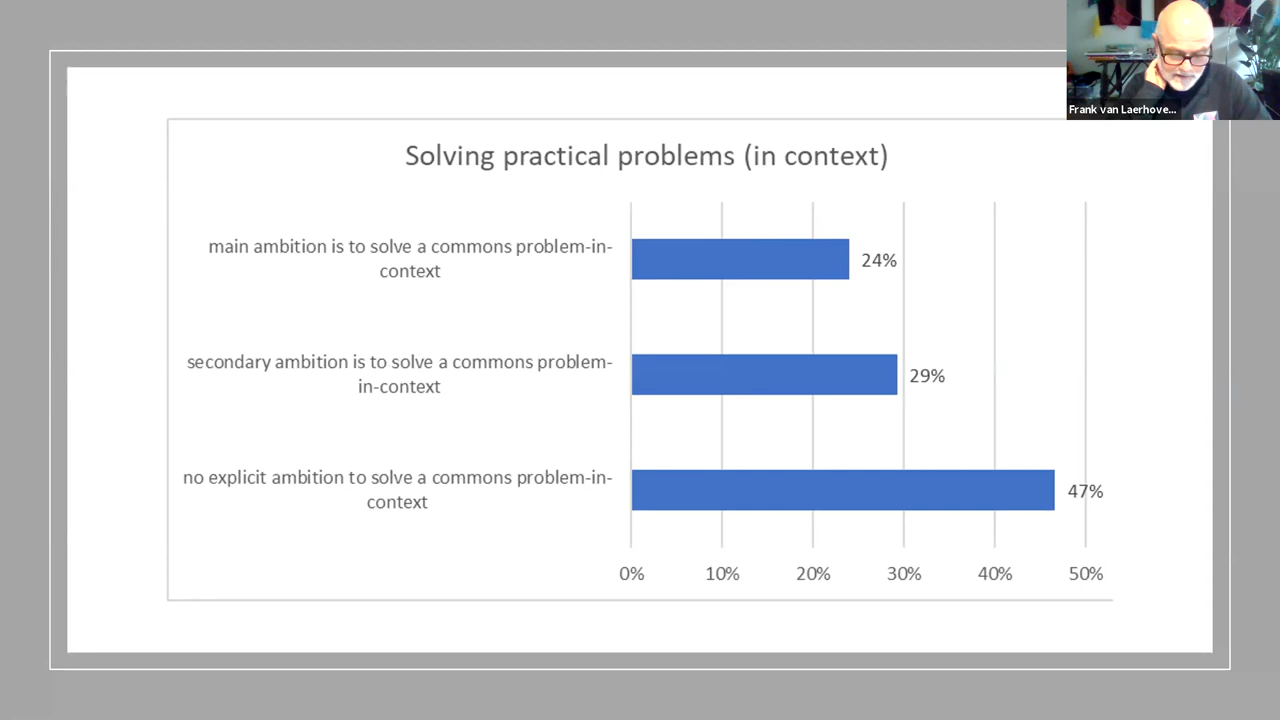 Frank van Laerhove...
Solving practical problems (in context)
main ambition is to solve a commons problem-in-
context
24%
secondary ambition is to solve a commons problem-
in-context
29%
no explicit ambition to solve a commons problem-in-
context
47%
0% 10% 20% 30% 40% 50%